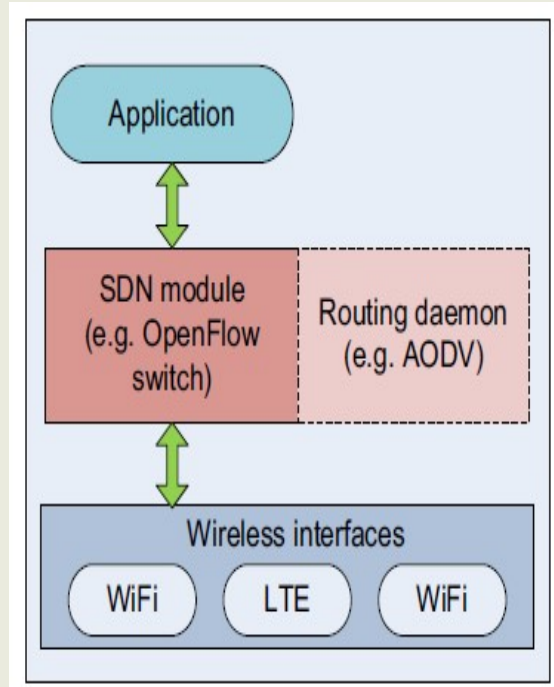 Application
SDN module
(e.g. OpenFlow
switch)
Routing daemon
(e.g. AODV)
Wireless interfaces
WiFi
LTE
WiFi